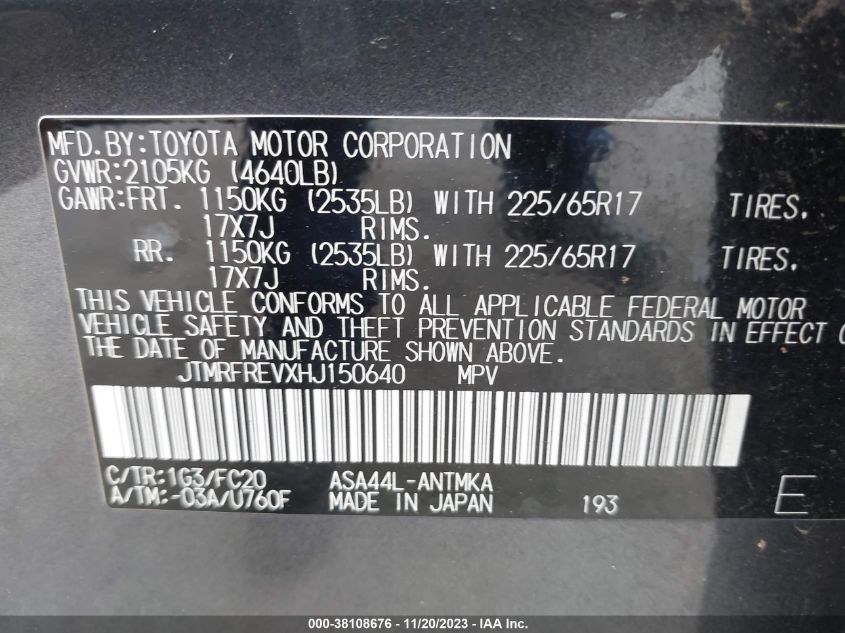 MFD.BY:TOYOTA MOTOR CORPORATION
GVWR:2105KG (4640LB)
GAWR:FRT. 1150KG (2535LB) WITH 225/65R17 TIRES.
17X7J RIMS.
RR. 1150KG (2535LB) WITH 225/65R17 TIRES.
17X7J RIMS.
THIS VEHICLE CONFORMS TO ALL APPLICABLE FEDERAL MOTOR
VEHICLE SAFETY AND THEFT PREVENTION STANDARDS IN EFFECT
THE DATE OF MANUFACTURE SHOWN ABOVE.
JTMRFREVXHJ150640 MPV
C/TR:1G3/FC20 ASA44L-ANTMKA
A/TM:-03A/U760F MADE IN JAPAN 193 E
000-38108676 - 11/20/2023 - IAA Inc.